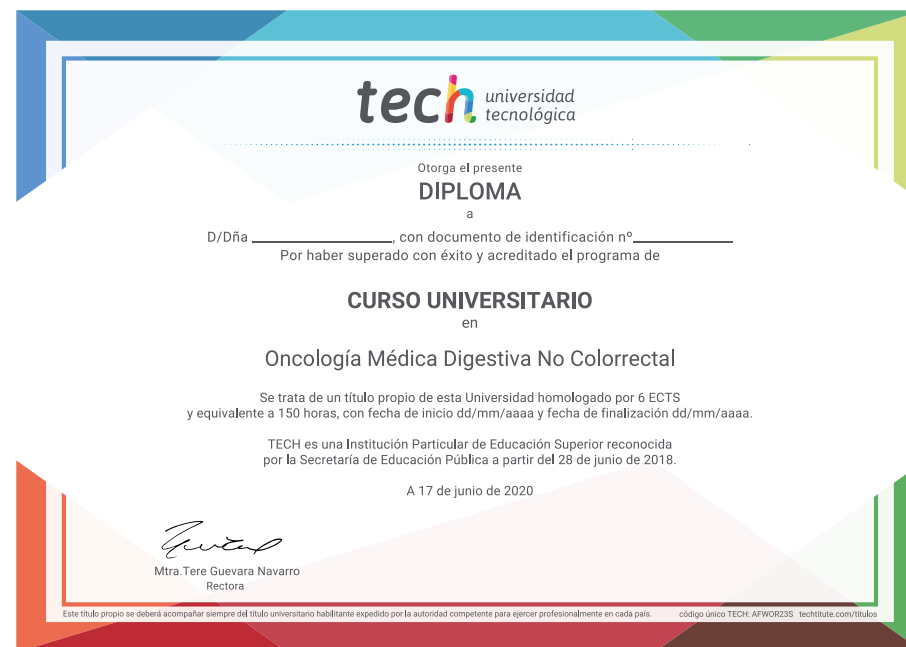 tech universidad
tecnológica
Otorga el presente
DIPLOMA
a
D/Dña ____________________, con documento de identificación nº______________
Por haber superado con éxito y acreditado el programa de
CURSO UNIVERSITARIO
en
Oncología Médica Digestiva No Colorrectal
Se trata de un título propio de esta Universidad homologado por 6 ECTS
y equivalente a 150 horas, con fecha de inicio dd/mm/aaaa y fecha de finalización dd/mm/aaaa.
TECH es una Institución Particular de Educación Superior reconocida
por la Secretaría de Educación Pública a partir del 28 de junio de 2018.
A 17 de junio de 2020
Mtra.Tere Guevara Navarro
Rectora
Este título propio se deberá acompañar siempre del título universitario habilitante expedido por la autoridad competente para ejercer profesionalmente en cada país. código único TECH: AFWOR23S techtitute.com/titulos